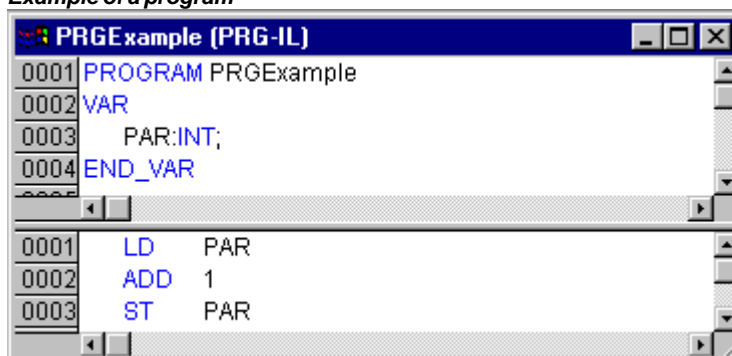 Example of a program
PRGExample (PRG-IL)
0001 PROGRAM PRGExample
0002 VAR
0003 PAR:INT;
0004 END_VAR
0001 LD PAR
0002 ADD 1
0003 ST PAR